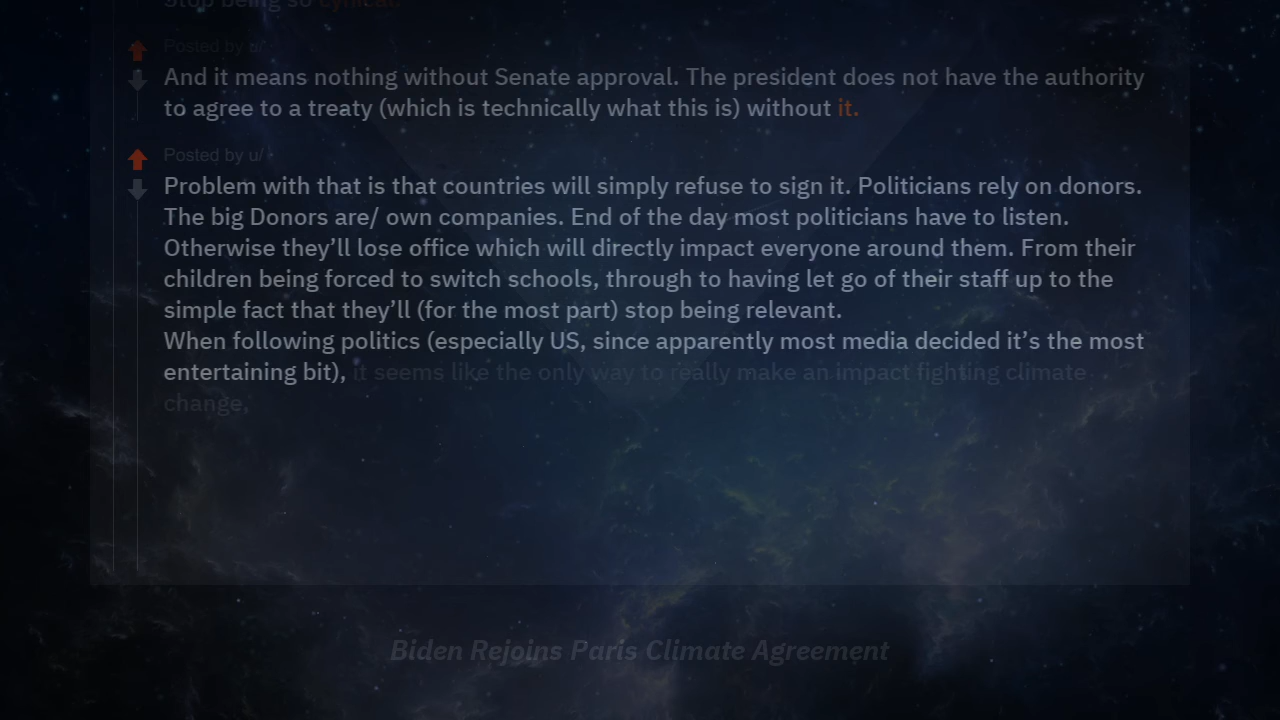 Stop being so cynical.
Posted by u/
And it means nothing without Senate approval. The president does not have the authority
to agree to a treaty (which is technically what this is) without it.
Posted by u/
Problem with that is that countries will simply refuse to sign it. Politicians rely on donors.
The big Donors are/ own companies. End of the day most politicians have to listen.
Otherwise they’ll lose office which will directly impact everyone around them. From their
children being forced to switch schools, through to having let go of their staff up to the
simple fact that they’ll (for the most part) stop being relevant.
When following politics (especially US, since apparently most media decided it’s the most
entertaining bit), it seems like the only way to really make an impact fighting climate
change,
Biden Rejoins Paris Climate Agreement